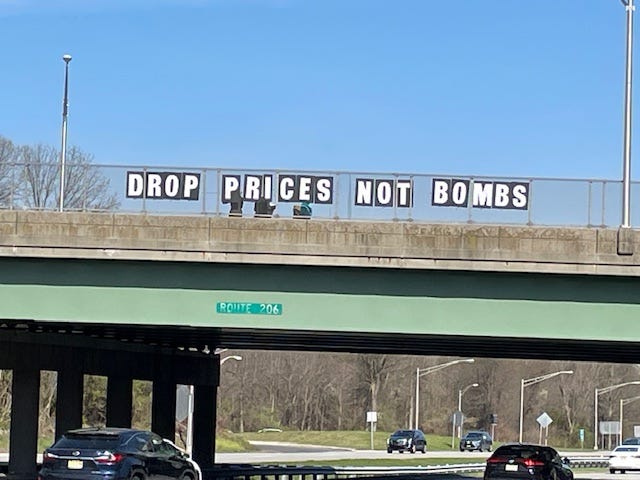 DROP PRICES NOT BOMBS
ROUTE 206